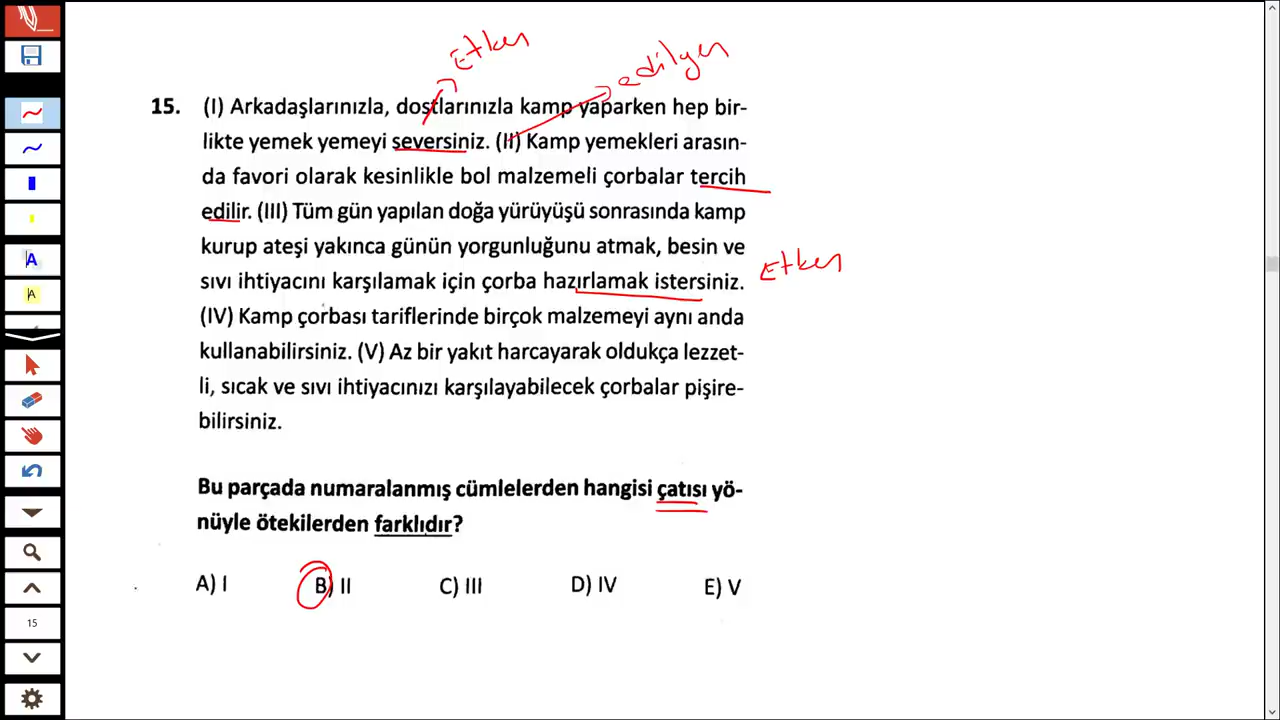 Etken
edilgen
15. (I) Arkadaşlarınızla, dostlarınızla kamp yaparken hep bir-
likte yemek yemeyi seversiniz. (II) Kamp yemekleri arasın-
da favori olarak kesinlikle bol malzemeli çorbalar tercih
edilir. (III) Tüm gün yapılan doğa yürüyüşü sonrasında kamp
kurup ateşi yakınca günün yorgunluğunu atmak, besin ve
sıvı ihtiyacını karşılamak için çorba hazırlamak istersiniz.
Etken
(IV) Kamp çorbası tariflerinde birçok malzemeyi aynı anda
kullanabilirsiniz. (V) Az bir yakıt harcayarak oldukça lezzet-
li, sıcak ve sıvı ihtiyacınızı karşılayabilecek çorbalar pişire-
bilirsiniz.
Bu parçada numaralanmış cümlelerden hangisi çatısı yö-
nüyle ötekilerden farklıdır?
A) I B) II C) III D) IV E) V
A
A
15